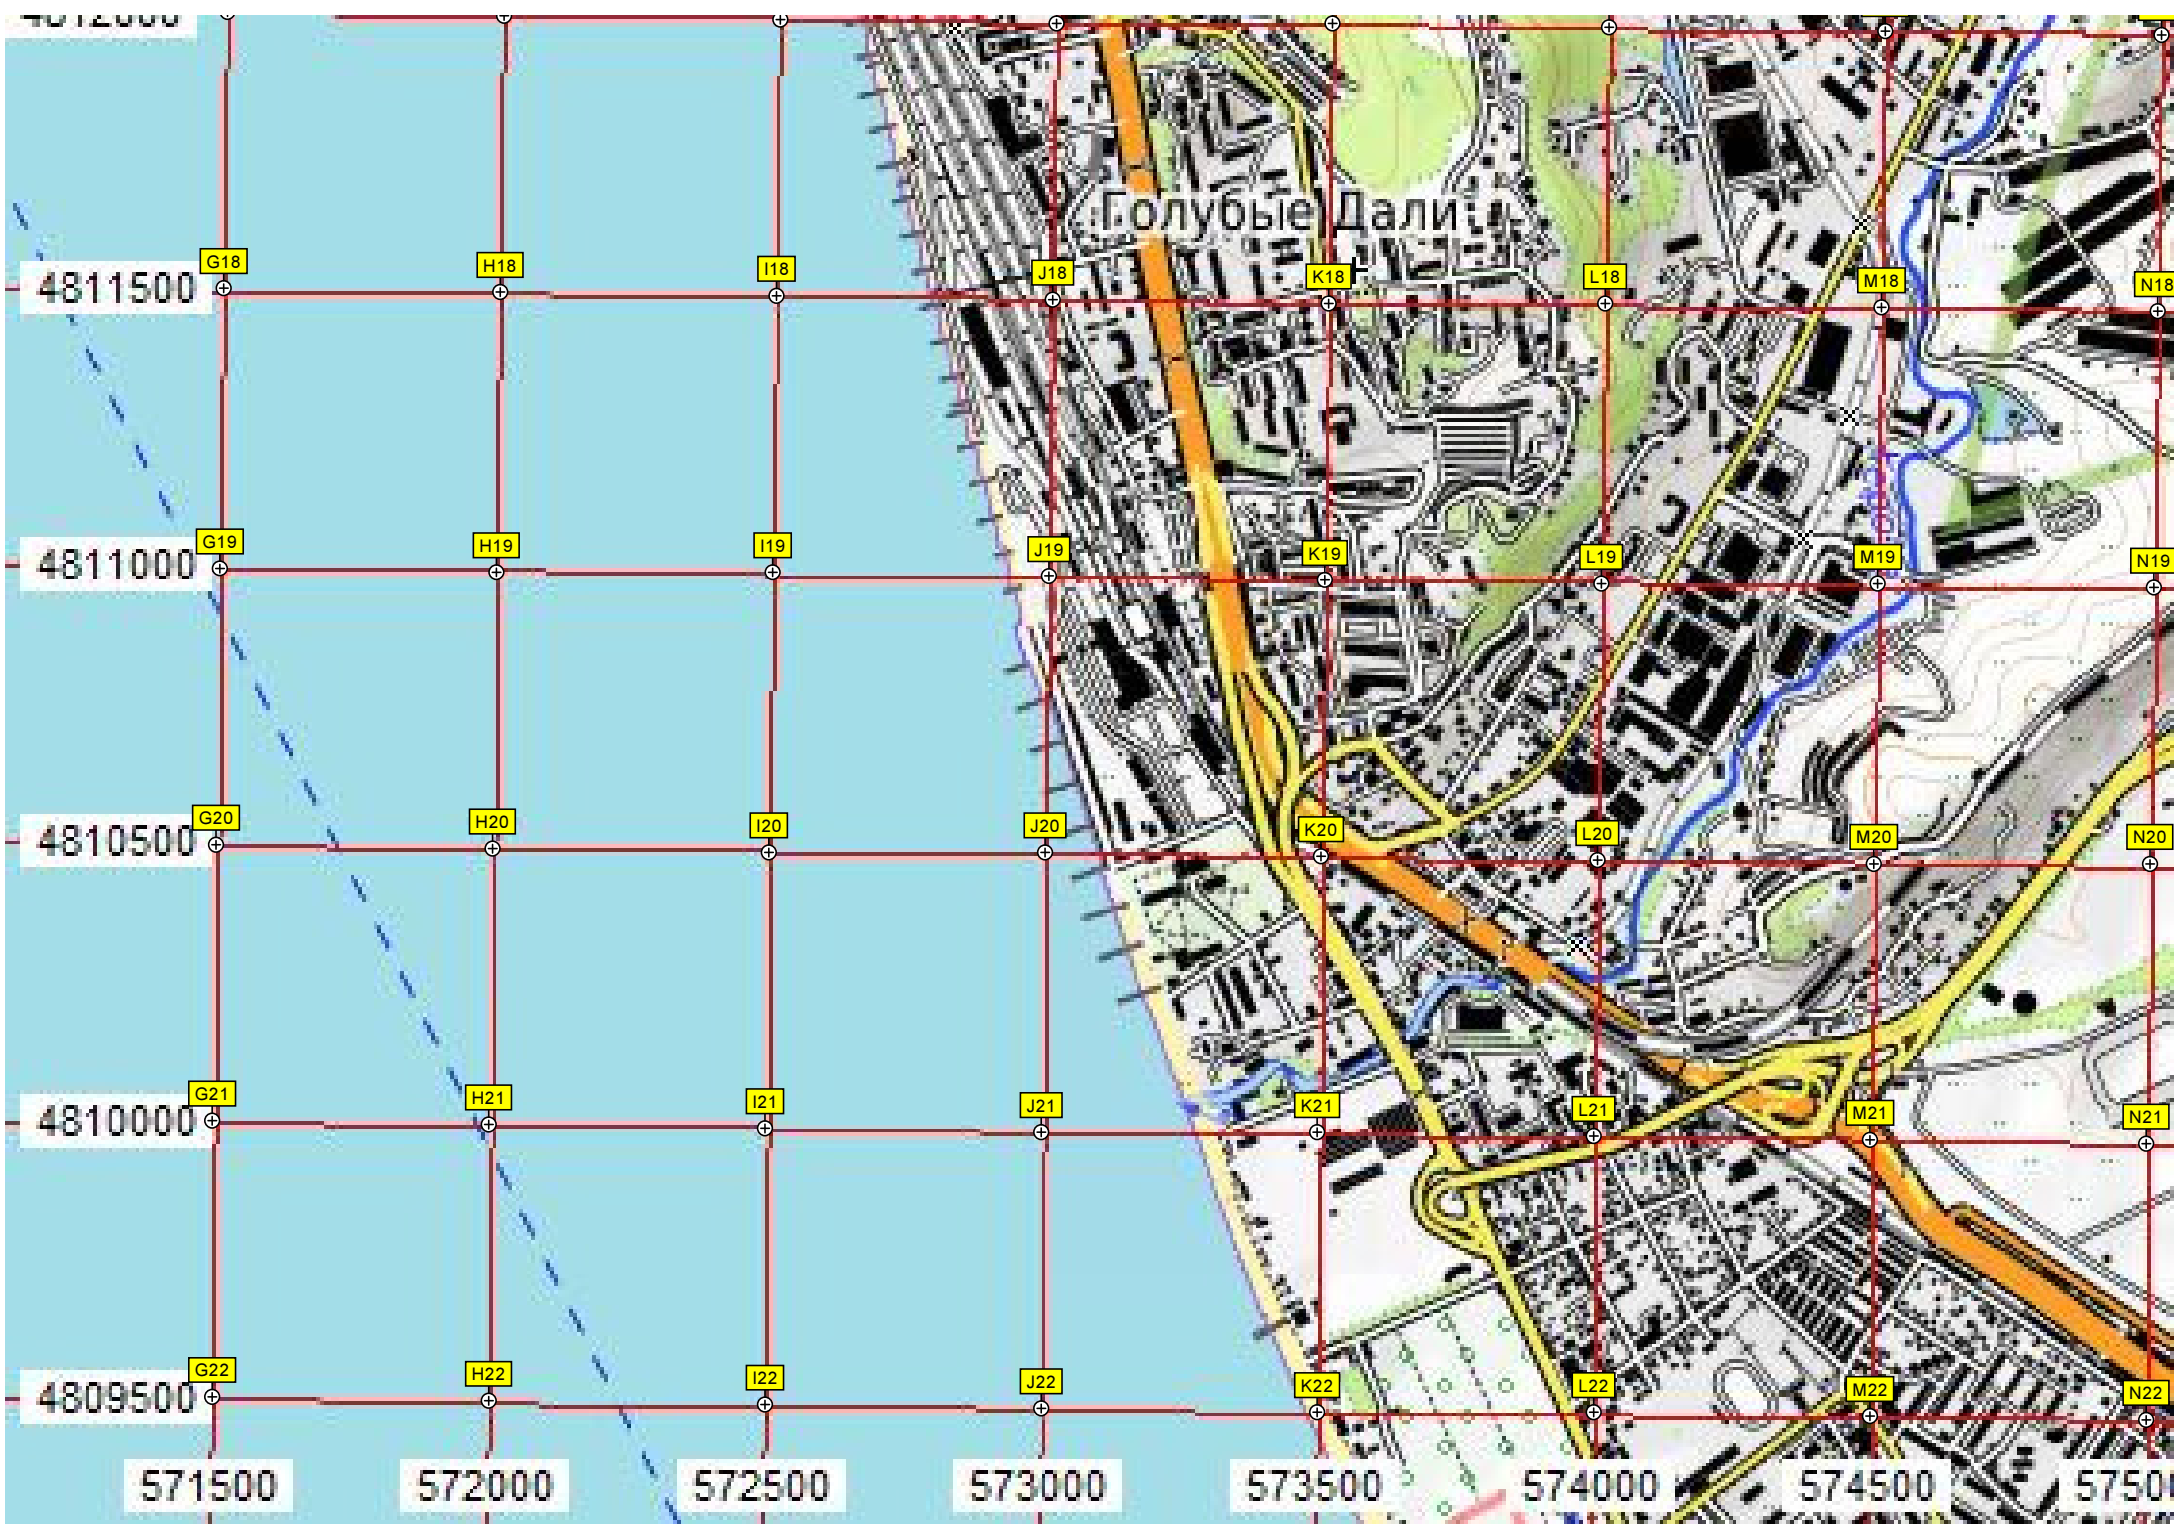 Голубые Дали
G18 H18 I18 J18 K18 L18 M18 N18
4811500
G19 H19 I19 J19 K19 L19 M19 N19
4811000
G20 H20 I20 J20 K20 L20 M20 N20
4810500
G21 H21 I21 J21 K21 L21 M21 N21
4810000
G22 H22 I22 J22 K22 L22 M22 N22
4809500
571500 572000 572500 573000 573500 574000 574500